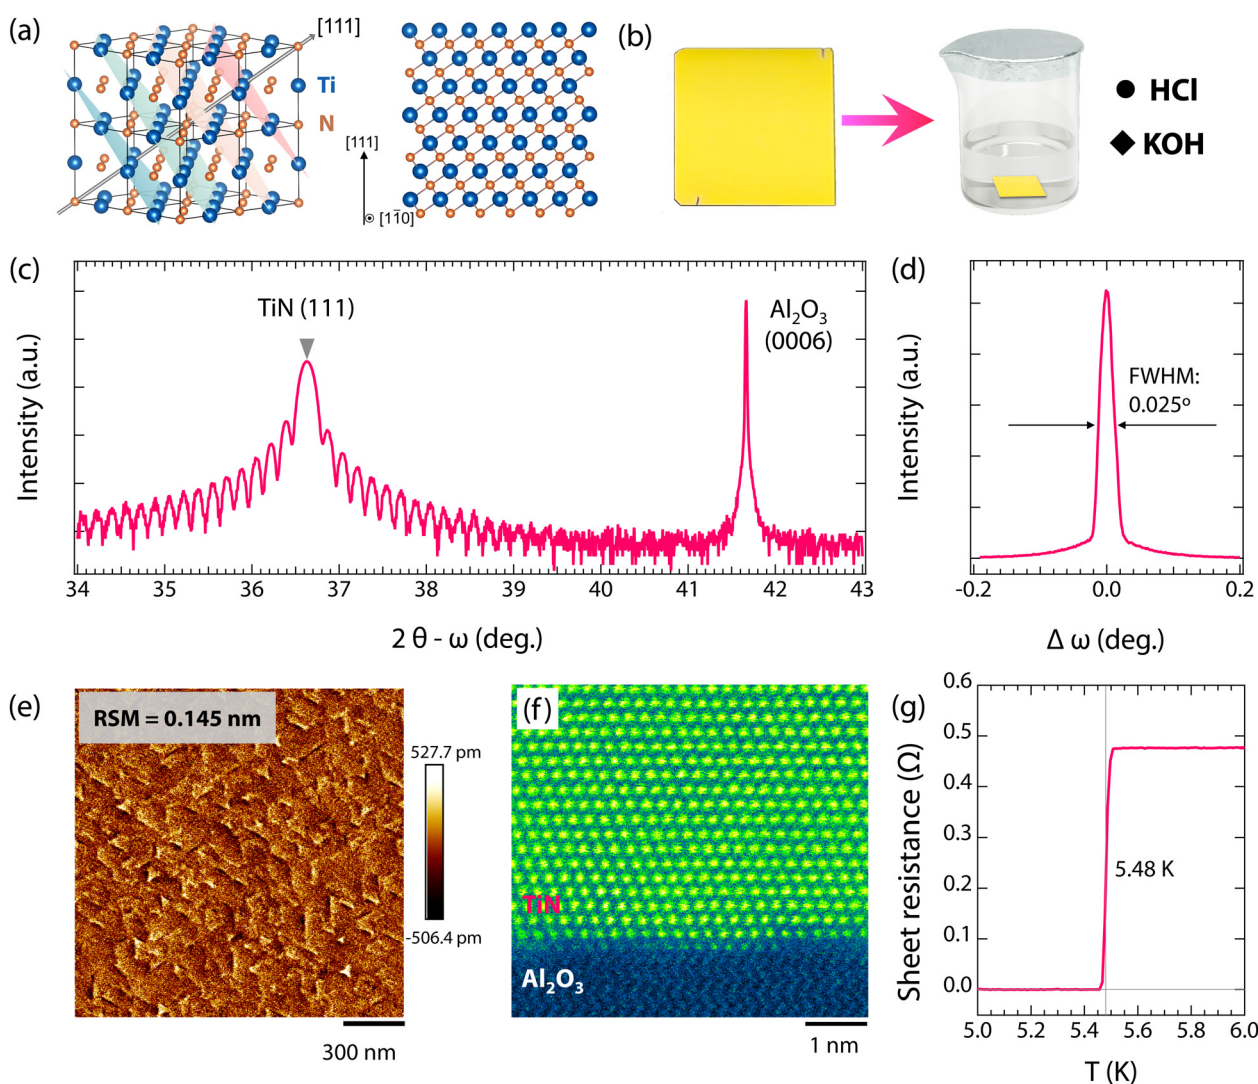 (a)
[111]
Ti
N
[111]
[11̅0]
(b)
HCl
KOH
(c)
TiN (111)
Al₂O₃
(0006)
Intensity (a.u.)
34 35 36 37 38 39 40 41 42 43
2 θ - ω (deg.)
(d)
FWHM:
0.025º
Intensity (a.u.)
-0.2 0.0 0.2
Δ ω (deg.)
(e)
RSM = 0.145 nm
527.7 pm
-506.4 pm
300 nm
(f)
TiN
Al₂O₃
1 nm
(g)
0.6
0.5
0.4
0.3
0.2
0.1
0.0
Sheet resistance (Ω)
5.48 K
5.0 5.2 5.4 5.6 5.8 6.0
T (K)